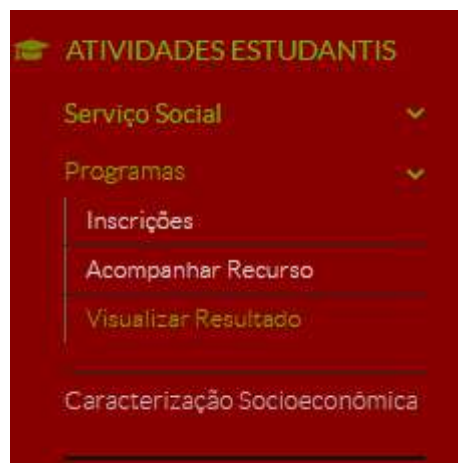 ATIVIDADES ESTUDANTIS
Serviço Social
Programas
Inscrições
Acompanhar Recurso
Visualizar Resultado
Caracterização Socioeconômica